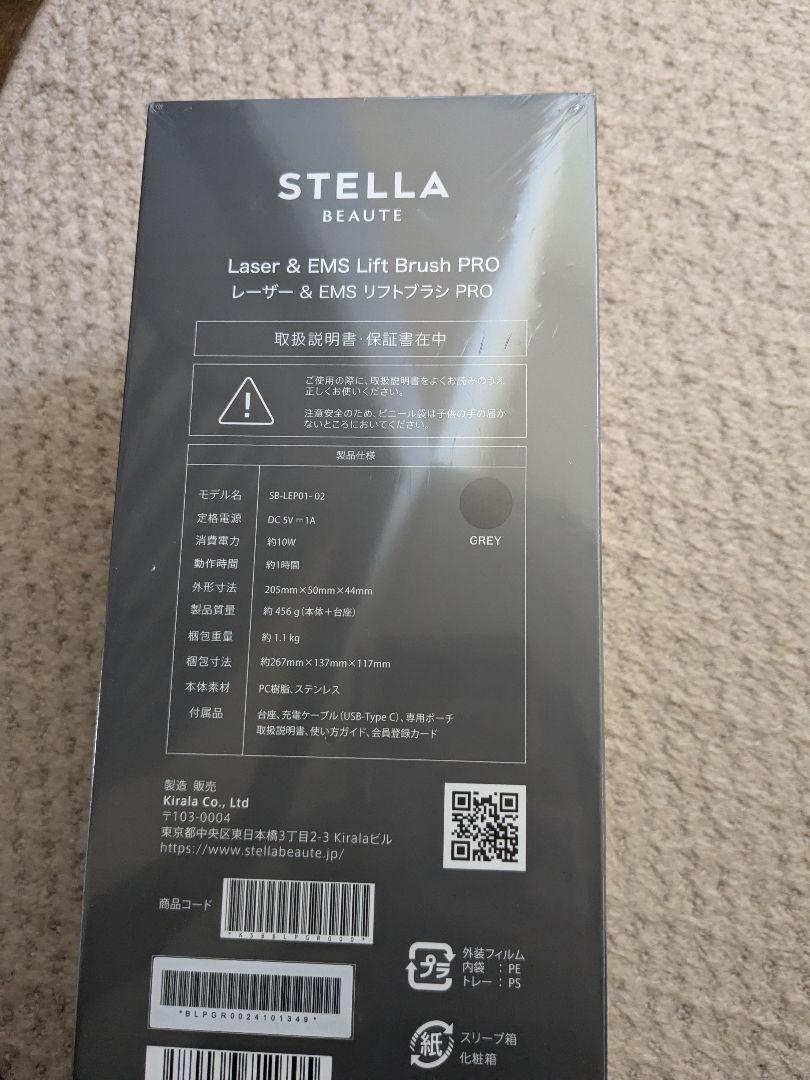 STELLA
BEAUTE
Laser & EMS Lift Brush PRO
レーザー & EMS リフトブラシ PRO
取扱説明書・保証書在中
ご使用の際に、取扱説明書をよくお読みのうえ
正しくお使いください。
注意安全のため、ビニール袋は子供の手の届か
ないところにおいてください。
製品仕様
モデル名 SB-LEP01-02
定格電源 DC 5V⎓1A
消費電力 約10W
GREY
動作時間 約1時間
外形寸法 205mm×50mm×44mm
製品質量 約 456 g(本体+台座)
梱包重量 約 1.1 kg
梱包寸法 約267mm×137mm×117mm
本体素材 PC樹脂、ステンレス
付属品 台座、充電ケーブル(USB-Type C)、専用ポーチ
取扱説明書、使い方ガイド、会員登録カード
製造 販売
Kirala Co., Ltd
〒103-0004
東京都中央区東日本橋3丁目2-3 Kiralaビル
https://www.stellabeaute.jp/
商品コード
*BLPGR0024101349*
プラ
外装フィルム
内袋 : PE
トレー : PS
紙
スリーブ箱
化粧箱